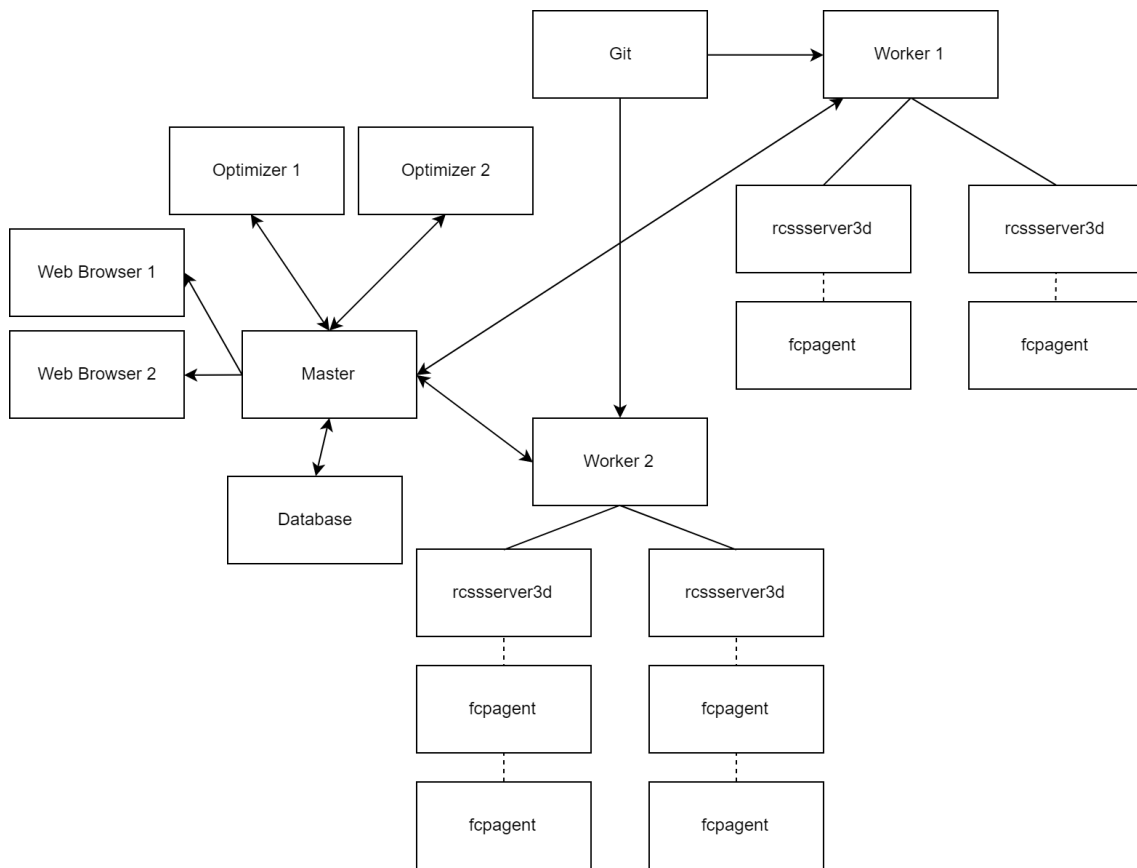 Git
Worker 1
Optimizer 1
Optimizer 2
rcssserver3d
rcssserver3d
Web Browser 1
fcpagent
fcpagent
Web Browser 2
Master
Worker 2
Database
rcssserver3d
rcssserver3d
fcpagent
fcpagent
fcpagent
fcpagent